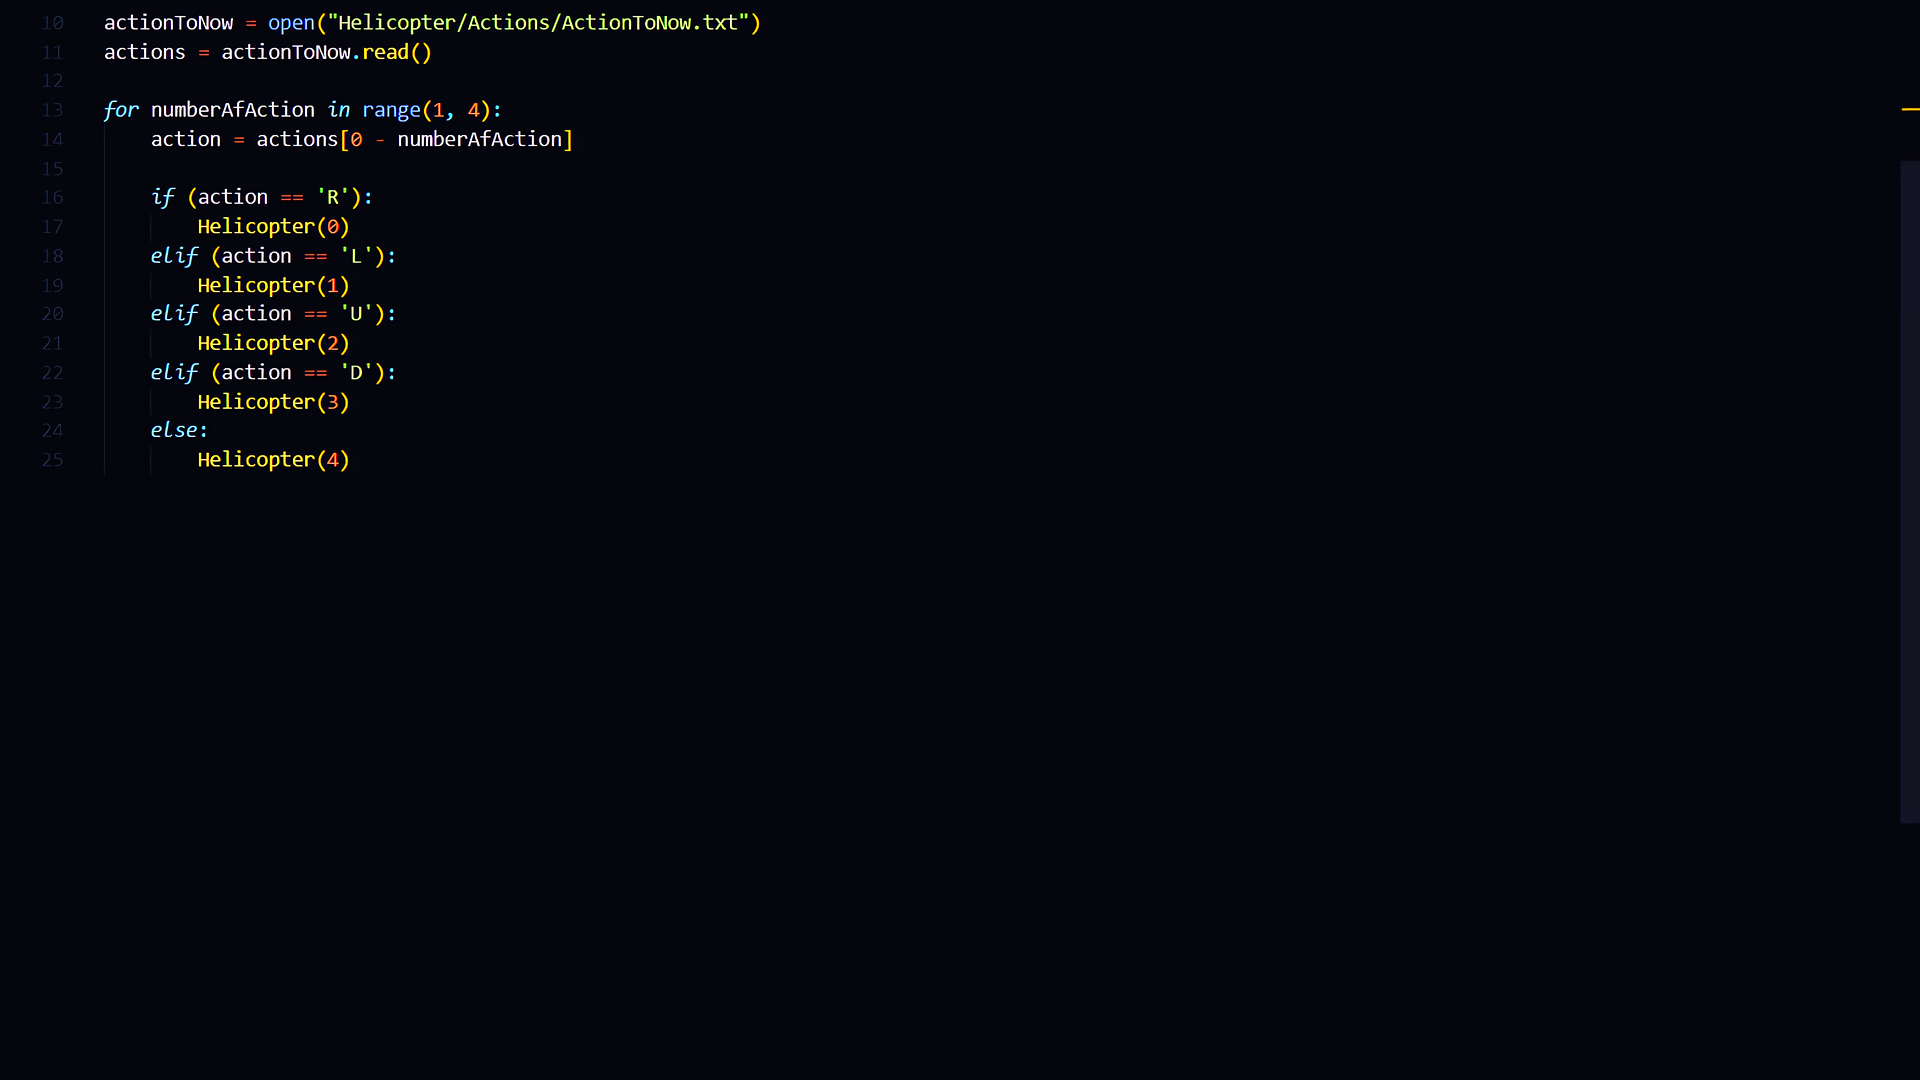 10 actionToNow = open("Helicopter/Actions/ActionToNow.txt")
11 actions = actionToNow.read()
12
13 for numberAfAction in range(1, 4):
14     action = actions[0 - numberAfAction]
15
16     if (action == 'R'):
17         Helicopter(0)
18     elif (action == 'L'):
19         Helicopter(1)
20     elif (action == 'U'):
21         Helicopter(2)
22     elif (action == 'D'):
23         Helicopter(3)
24     else:
25         Helicopter(4)